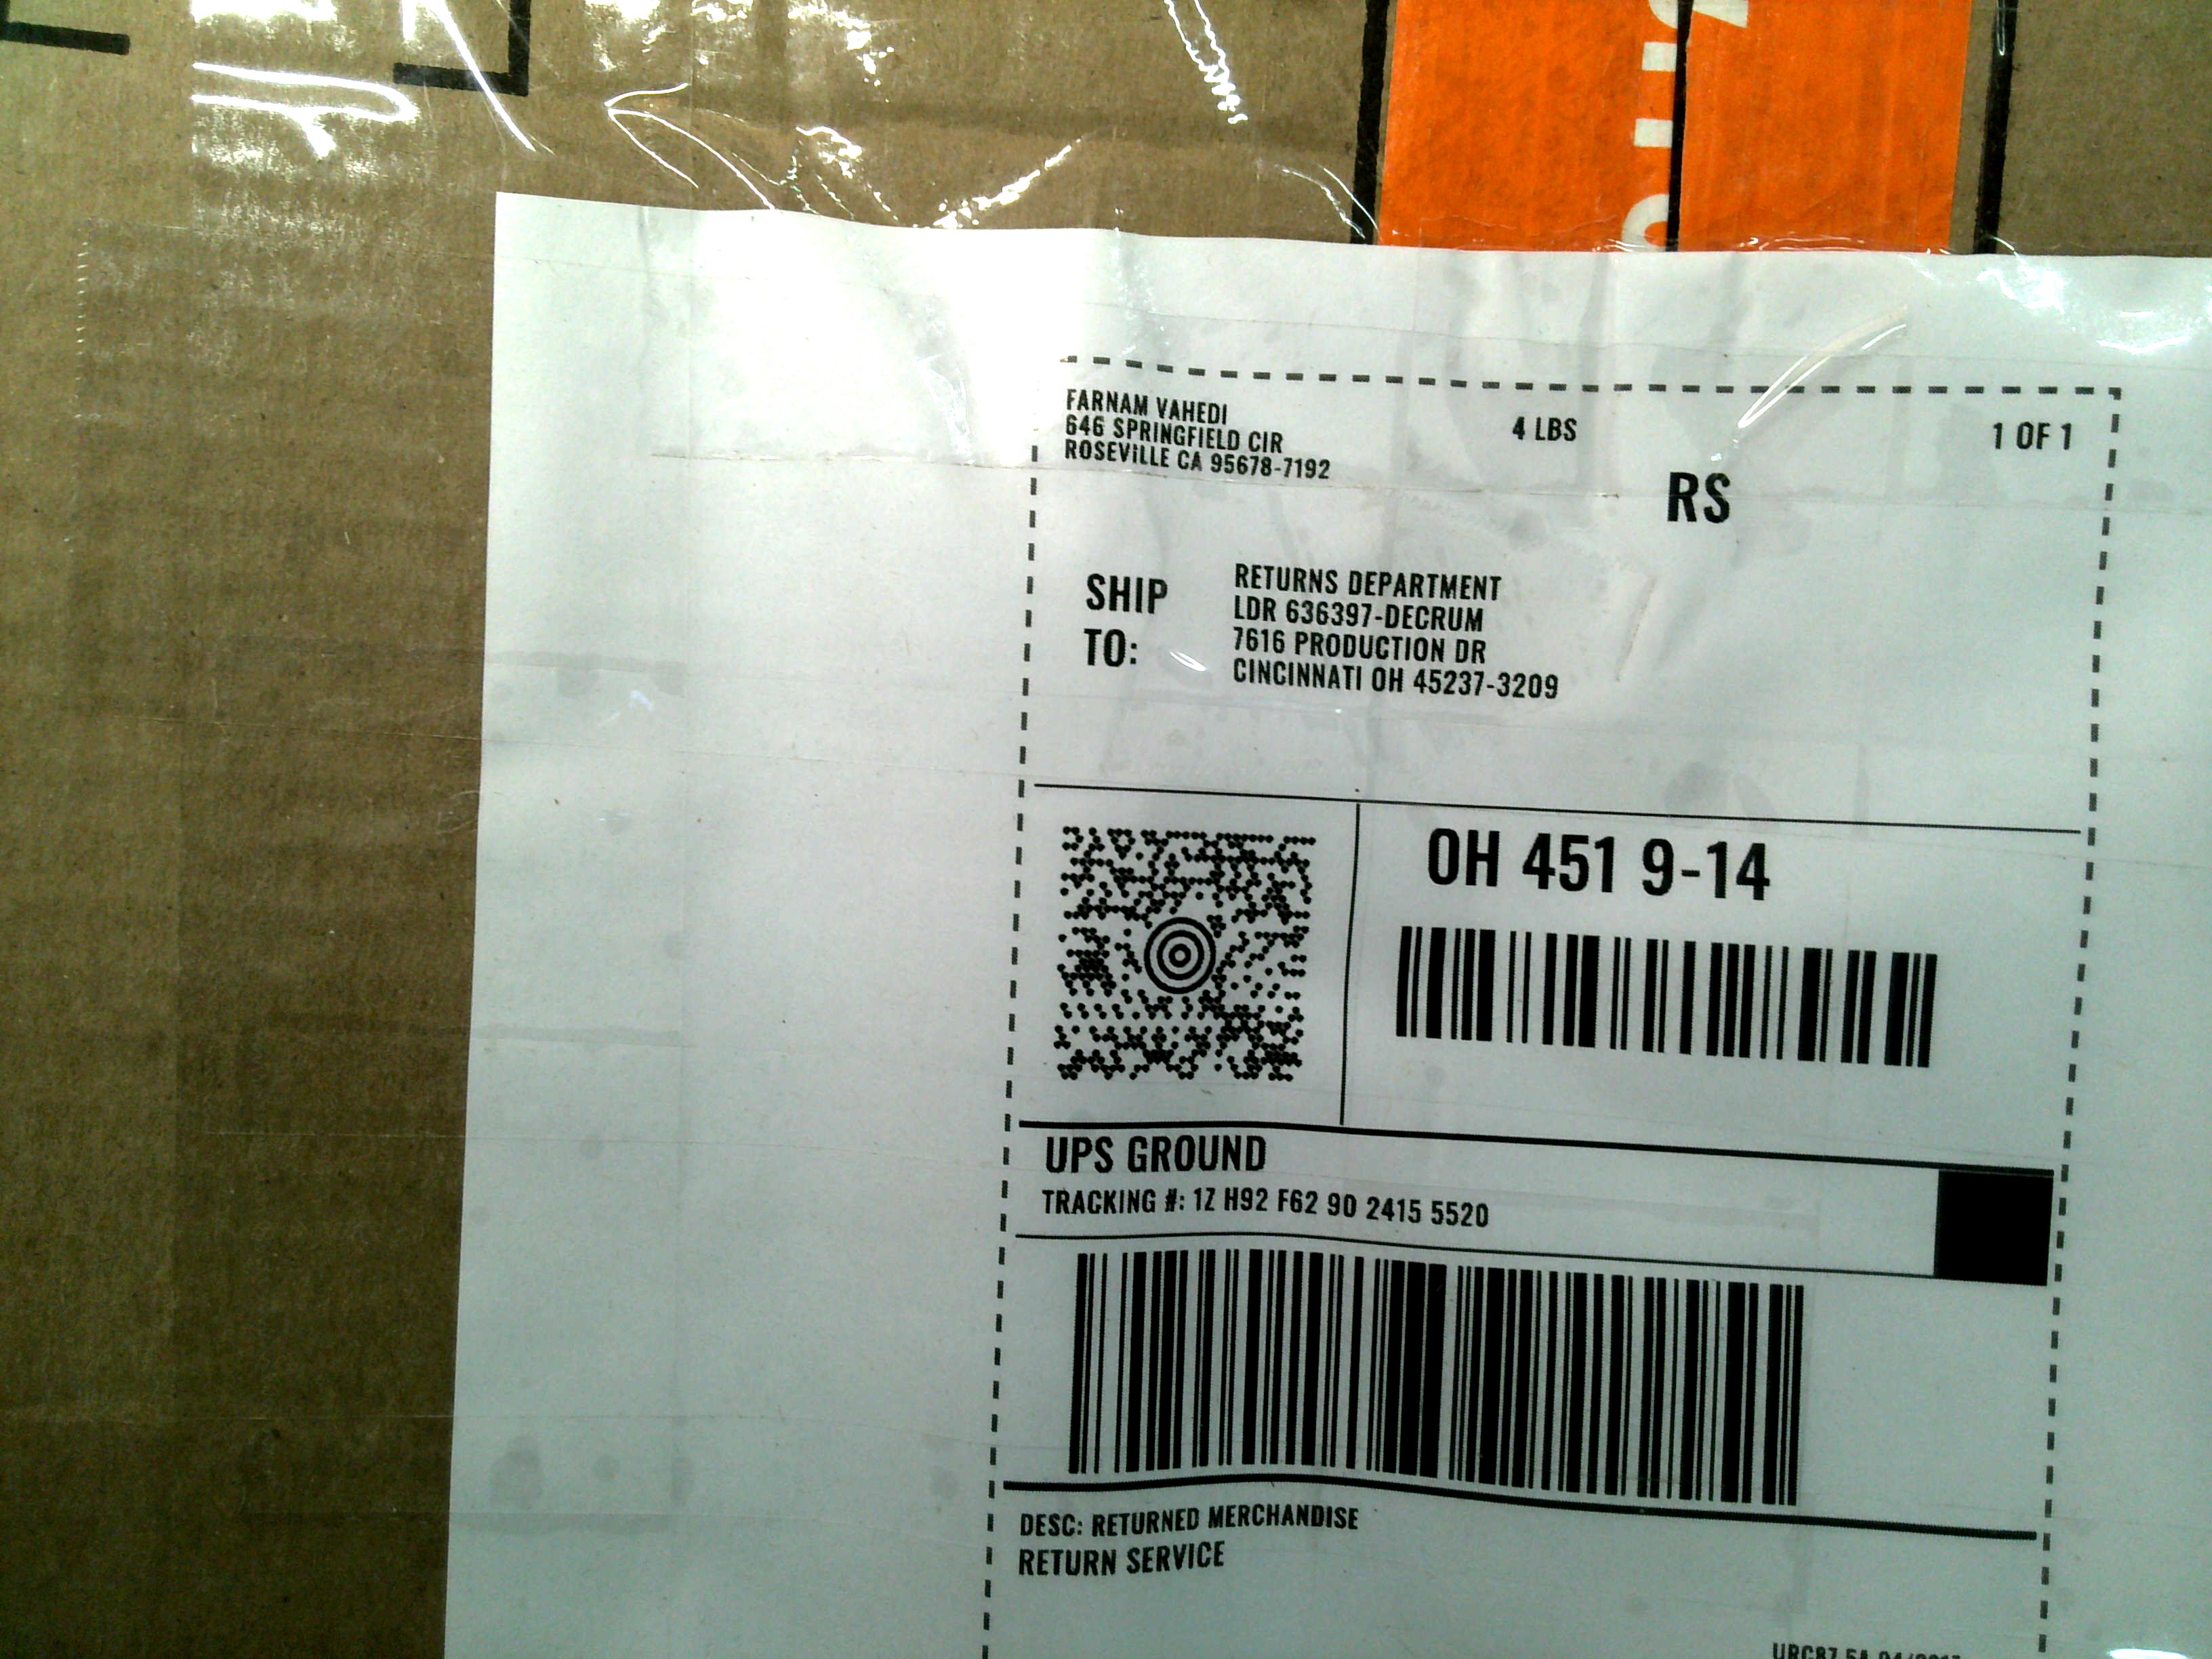 FARNAM VAHEDI
646 SPRINGFIELD CIR
ROSEVILLE CA 95678-7192
4 LBS
1 OF 1
RS
SHIP TO:
RETURNS DEPARTMENT
LDR 636397-DECRUM
7616 PRODUCTION DR
CINCINNATI OH 45237-3209
OH 451 9-14
UPS GROUND
TRACKING #: 1Z H92 F62 90 2415 5520
DESC: RETURNED MERCHANDISE
RETURN SERVICE